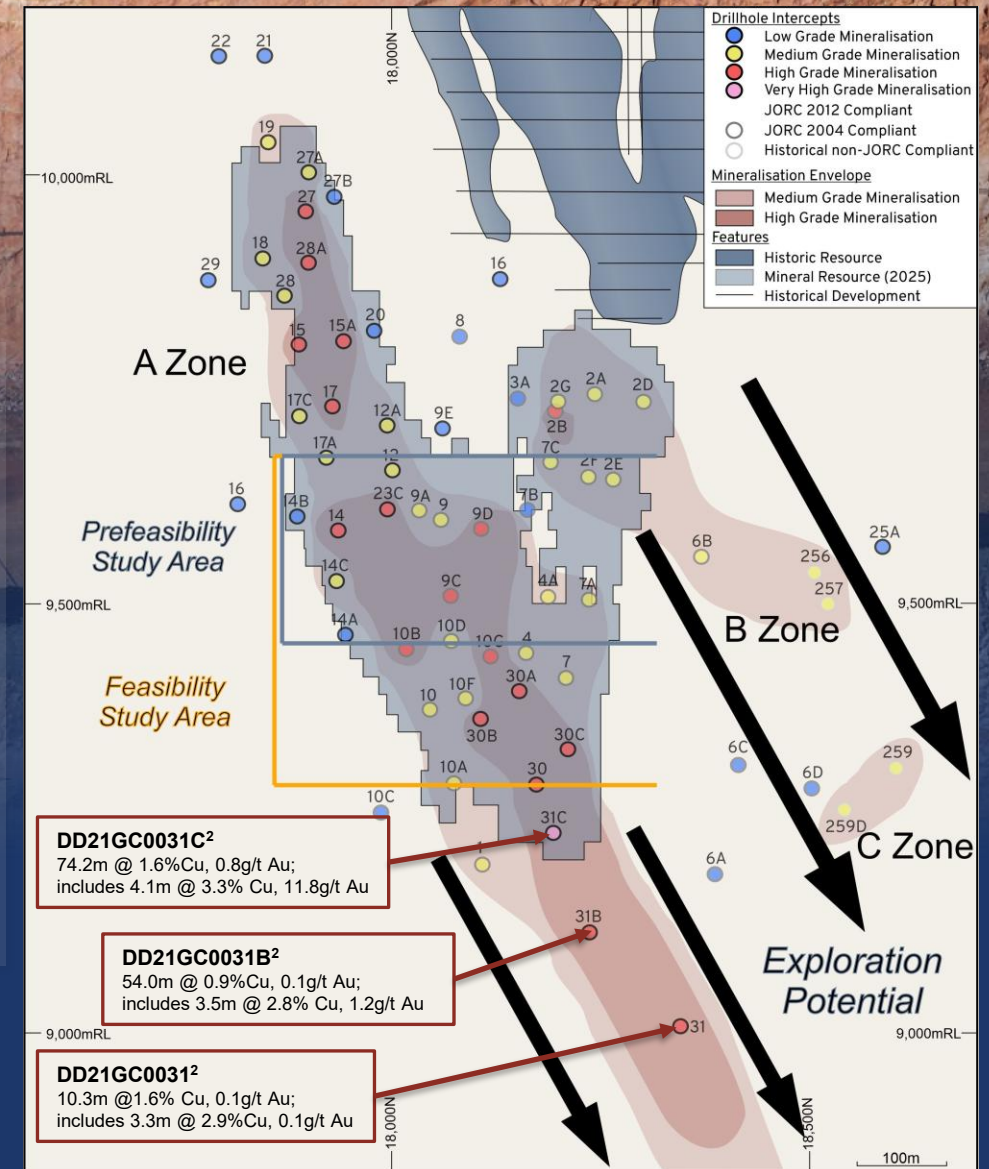 Drillhole Intercepts
Low Grade Mineralisation
Medium Grade Mineralisation
High Grade Mineralisation
Very High Grade Mineralisation
JORC 2012 Compliant
JORC 2004 Compliant
Historical non-JORC Compliant
Mineralisation Envelope
Medium Grade Mineralisation
High Grade Mineralisation
Features
Historic Resource
Mineral Resource (2025)
Historical Development
18,000N
22
21
19
27A
10,000mRL
27B
27
18
28A
29
28
16
15
15A
20
8
A Zone
3A
2G
2A
2D
17C
17
2B
12A
9E
17A
12
7C
2F
2E
16
14B
23C
9A
9
7B
14
9D
Prefeasibility
Study Area
6B
25A
256
14C
9C
4A
7A
257
9,500mRL
9,500mRL
14A
10B
10D
10G
4
B Zone
Feasibility
Study Area
10
10F
30A
7
30B
30C
6C
259
10A
30
6D
10C
31C
259D
C Zone
DD21GC0031C²
74.2m @ 1.6%Cu, 0.8g/t Au;
includes 4.1m @ 3.3% Cu, 11.8g/t Au
1
6A
31B
DD21GC0031B²
54.0m @ 0.9%Cu, 0.1g/t Au;
includes 3.5m @ 2.8% Cu, 1.2g/t Au
Exploration
Potential
31
9,000mRL
9,000mRL
DD21GC0031²
10.3m @1.6% Cu, 0.1g/t Au;
includes 3.3m @ 2.9%Cu, 0.1g/t Au
18,000N
18,500N
100m